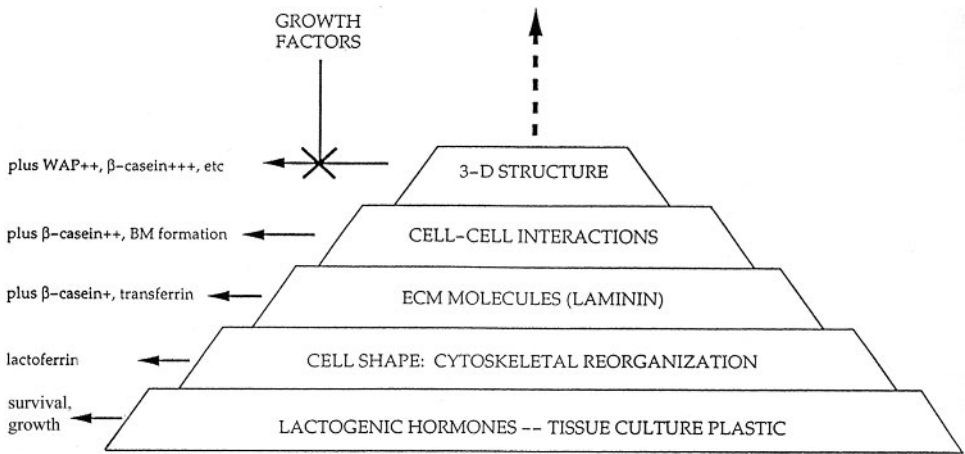 GROWTH
FACTORS
plus WAP++, β-casein+++, etc
3-D STRUCTURE
plus β-casein++, BM formation
CELL-CELL INTERACTIONS
plus β-casein+, transferrin
ECM MOLECULES (LAMININ)
lactoferrin
CELL SHAPE: CYTOSKELETAL REORGANIZATION
survival,
growth
LACTOGENIC HORMONES -- TISSUE CULTURE PLASTIC